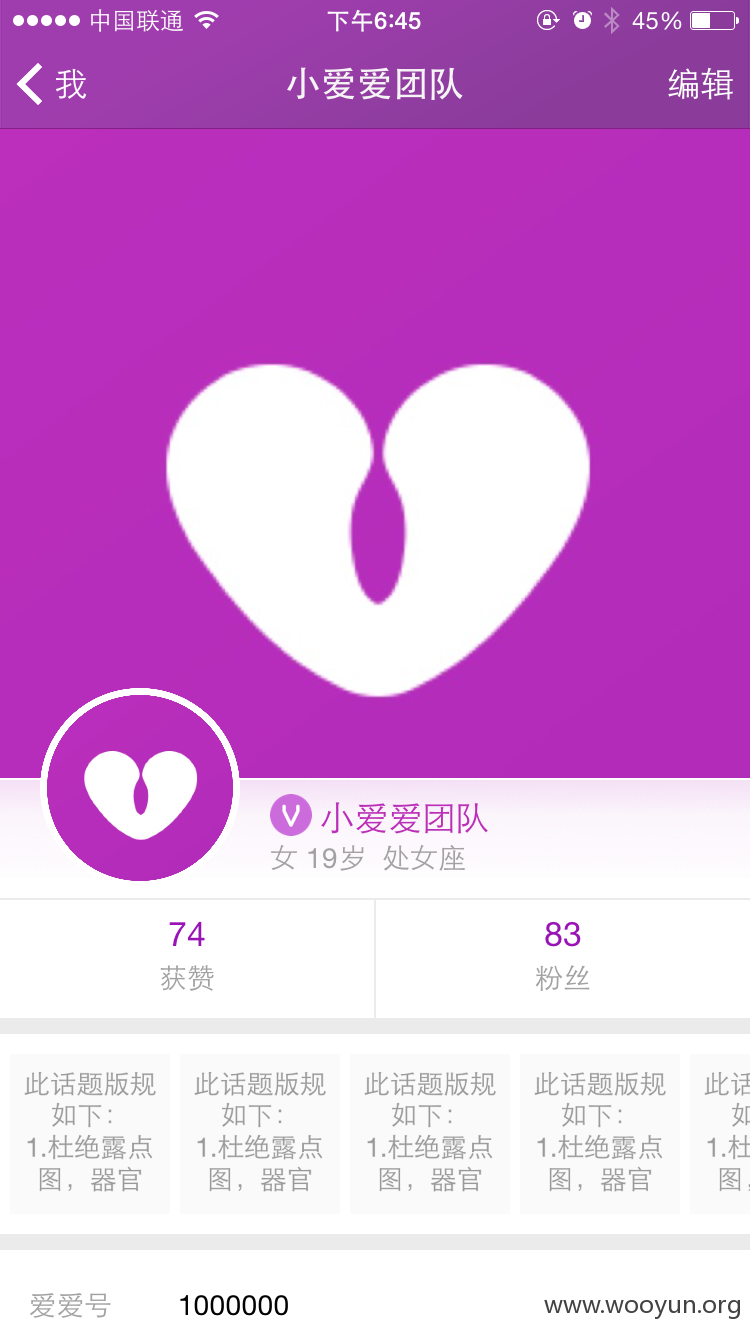 中国联通 下午6:45 45%
我 小爱爱团队 编辑
小爱爱团队
女 19岁 处女座
74 83
获赞 粉丝
此话题版规 此话题版规 此话题版规 此话题版规 此话
如下： 如下： 如下： 如下： 如
1.杜绝露点 1.杜绝露点 1.杜绝露点 1.杜绝露点 1.杜
图，器官 图，器官 图，器官 图，器官 图，
爱爱号 1000000 www.wooyun.org